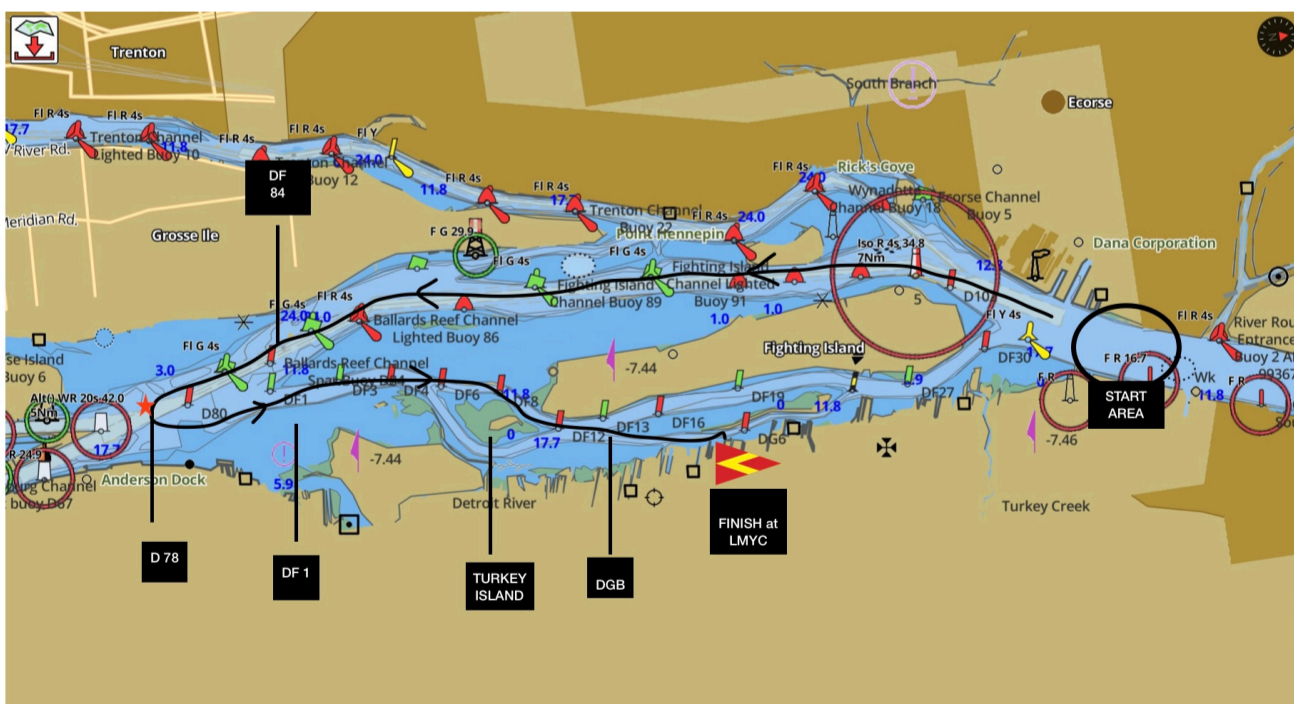 Trenton
South Branch
Ecorse
Fl R 4s
Fl R 4s
17.7
Trenton Channel
Lighted Buoy 10
11.8
Fl R 4s
Fl R 4s
Fl Y
24.0
Buoy 12
11.8
Fl R 4s
Fl R 4s
Trenton Channel
Buoy 22
Fl R 4s
24.0
Fl R 4s
24.0
Rick's Cove
Channel Buoy 18
Ecorse Channel
Buoy 5
Dana Corporation
River Rd.
Meridian Rd.
Grosse Ile
DF
84
F G 29.9
Fl G 4s
Fl G 4s
Point Hennepin
Iso R 4s 34.8
7Nm
12.3
Fighting Island
Channel Buoy 89
Fighting Island
Channel Lighted
Buoy 91
1.0
1.0
5
D10
Fl Y 4s
Fl R 4s
Buoy 6
Fl G 4s
Fl R 4s
24.0
Ballards Reef Channel
Lighted Buoy 86
Fl G 4s
3.0
Ballards Reef Channel
11.8
-7.44
Fighting Island
DF30
F R 16.7
START
AREA
F R
F R
Wk
11.8
Alt() WR 20s 42.0
5Nm
D80
DF1
DF3
DF4
DF6
11.8
DF8
DF12
DF13
DF16
DF19
0
11.8
DF27
-7.46
R 24.9
17.7
-7.44
0
17.7
DG6
Anderson Dock
5.9
Detroit River
Turkey Creek
D 78
DF 1
TURKEY
ISLAND
DGB
FINISH at
LMYC